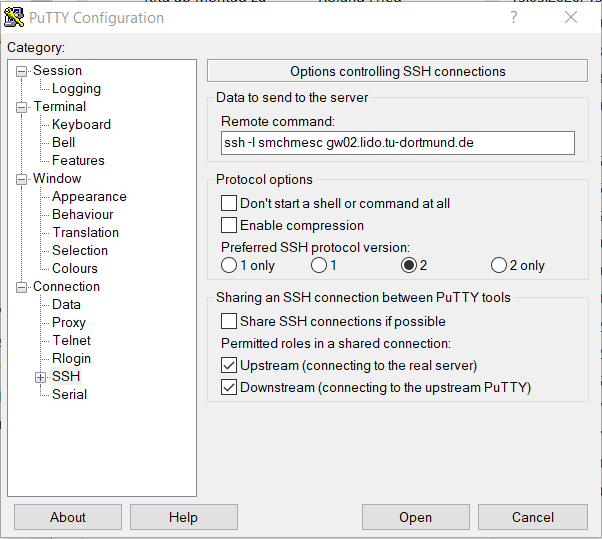 PuTTY Configuration
Category:
Session
Logging
Terminal
Keyboard
Bell
Features
Window
Appearance
Behaviour
Translation
Selection
Colours
Connection
Data
Proxy
Telnet
Rlogin
SSH
Serial
Options controlling SSH connections
Data to send to the server
Remote command:
ssh -l smchmesc gw02.lido.tu-dortmund.de
Protocol options
Don't start a shell or command at all
Enable compression
Preferred SSH protocol version:
1 only 1 2 2 only
Sharing an SSH connection between PuTTY tools
Share SSH connections if possible
Permitted roles in a shared connection:
Upstream (connecting to the real server)
Downstream (connecting to the upstream PuTTY)
About Help Open Cancel